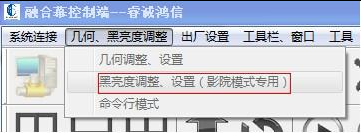 融合幕控制端--睿诚鸿信
系统连接 几何、黑亮度调整 出厂设置 工具栏、窗口 工具
几何调整、设置
黑亮度调整、设置（影院模式专用）
命令行模式